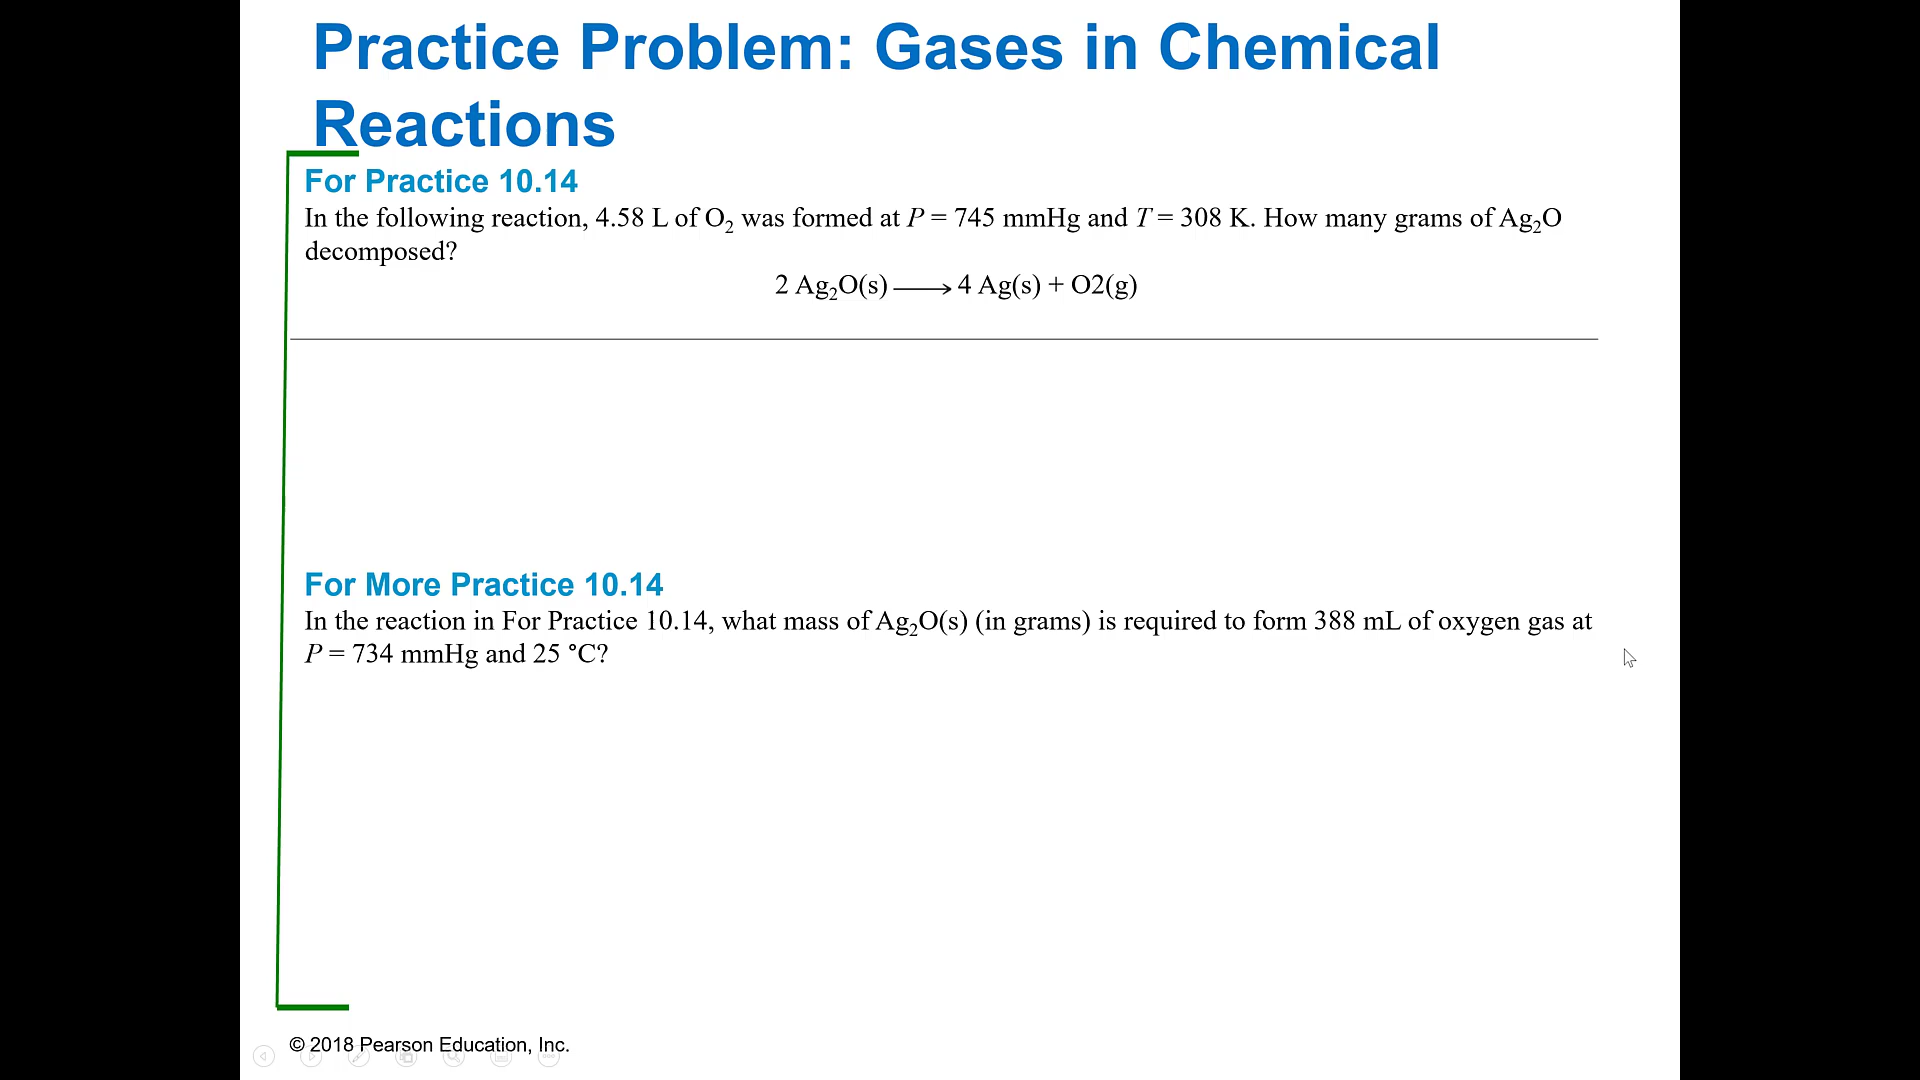 Practice Problem: Gases in Chemical
Reactions
For Practice 10.14
In the following reaction, 4.58 L of O₂ was formed at P = 745 mmHg and T = 308 K. How many grams of Ag₂O
decomposed?
2 Ag₂O(s) ⟶ 4 Ag(s) + O2(g)
For More Practice 10.14
In the reaction in For Practice 10.14, what mass of Ag₂O(s) (in grams) is required to form 388 mL of oxygen gas at
P = 734 mmHg and 25 °C?
© 2018 Pearson Education, Inc.